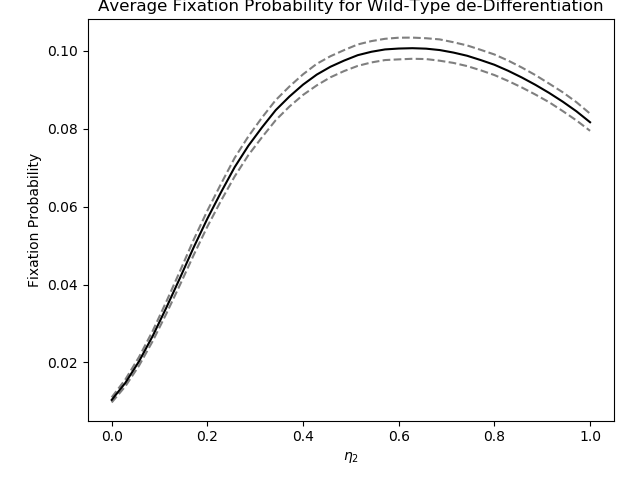 Average Fixation Probability for Wild-Type de-Differentiation
0.10
0.08
0.06
0.04
0.02
Fixation Probability
0.0 0.2 0.4 0.6 0.8 1.0
η₂